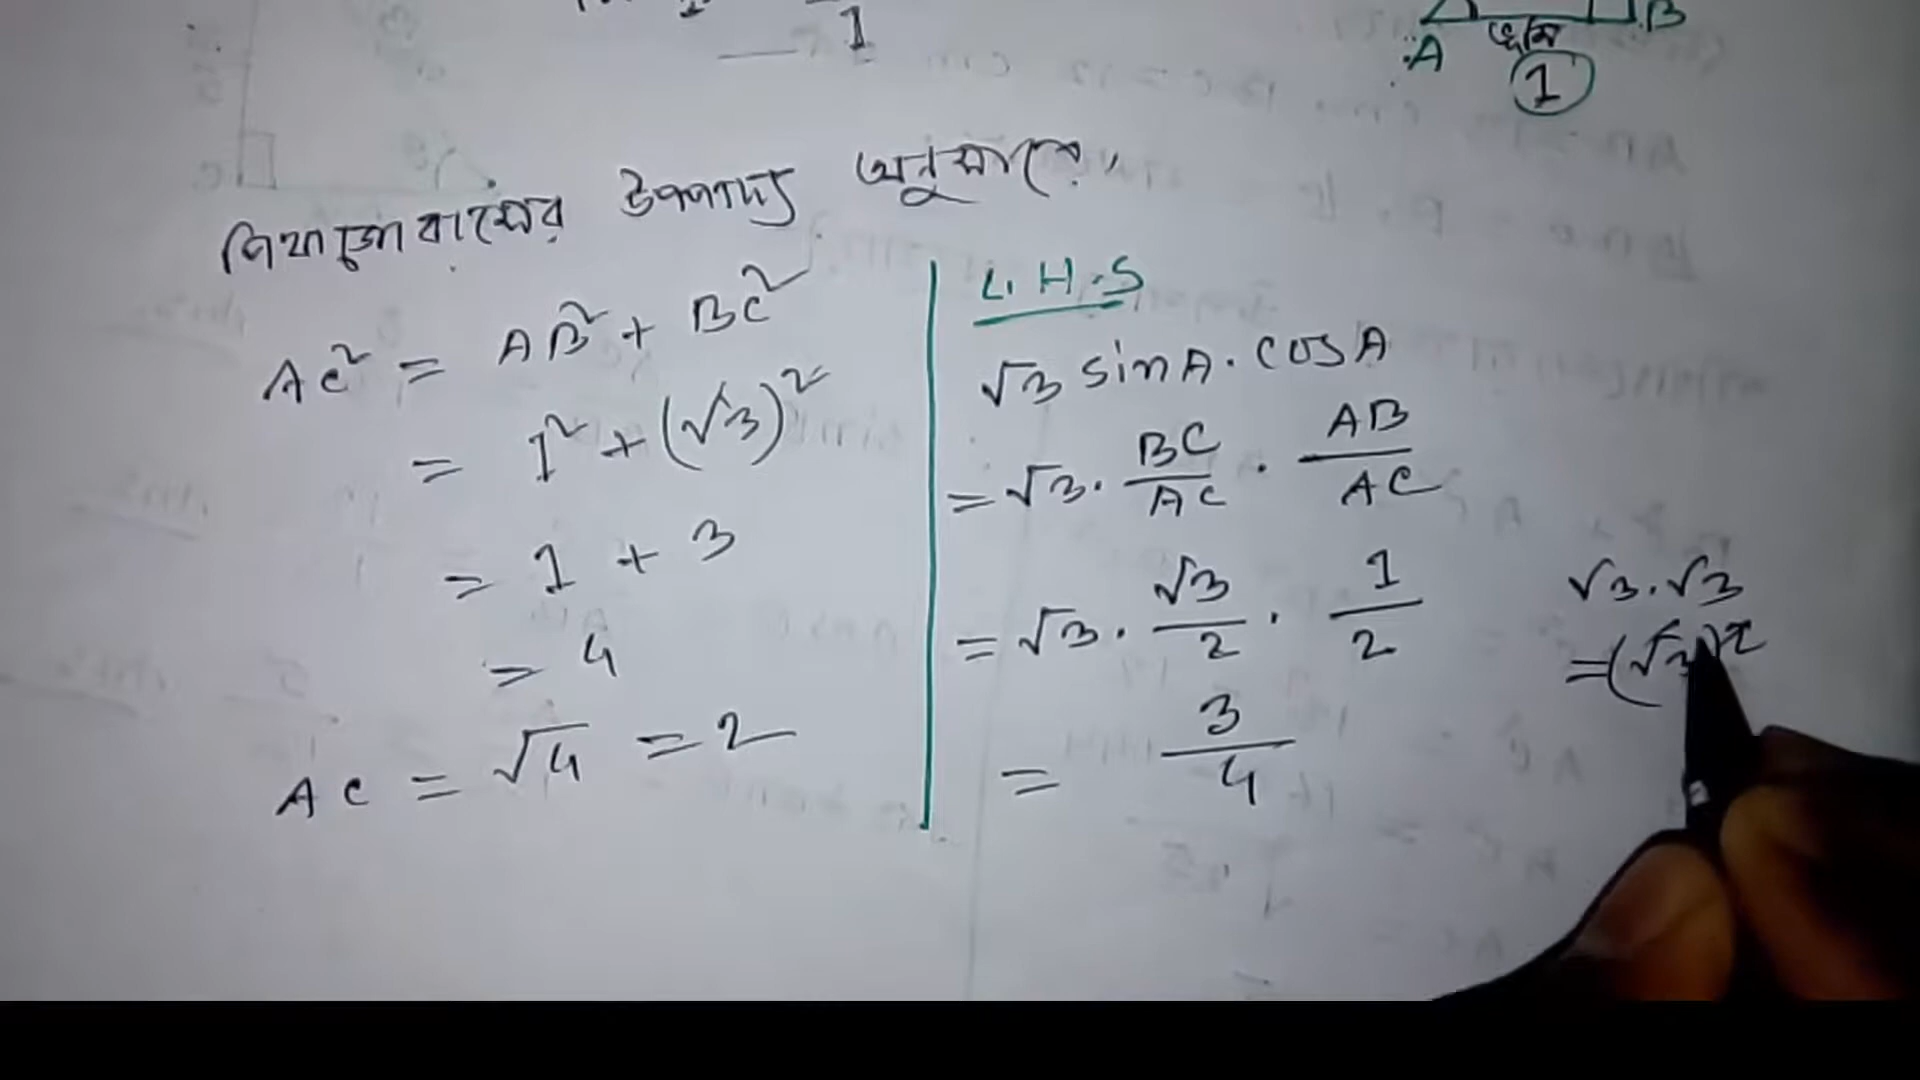 1
A ভূমি B
1
পিথাগোরাসের উপপাদ্য অনুসারে,
AC² = AB² + BC²
= 1² + (√3)²
= 1 + 3
= 4
AC = √4 = 2
L.H.S
√3 sinA . cosA
= √3 . BC/AC . AB/AC
= √3 . √3/2 . 1/2
= 3/4
√3.√3
= (√3)²